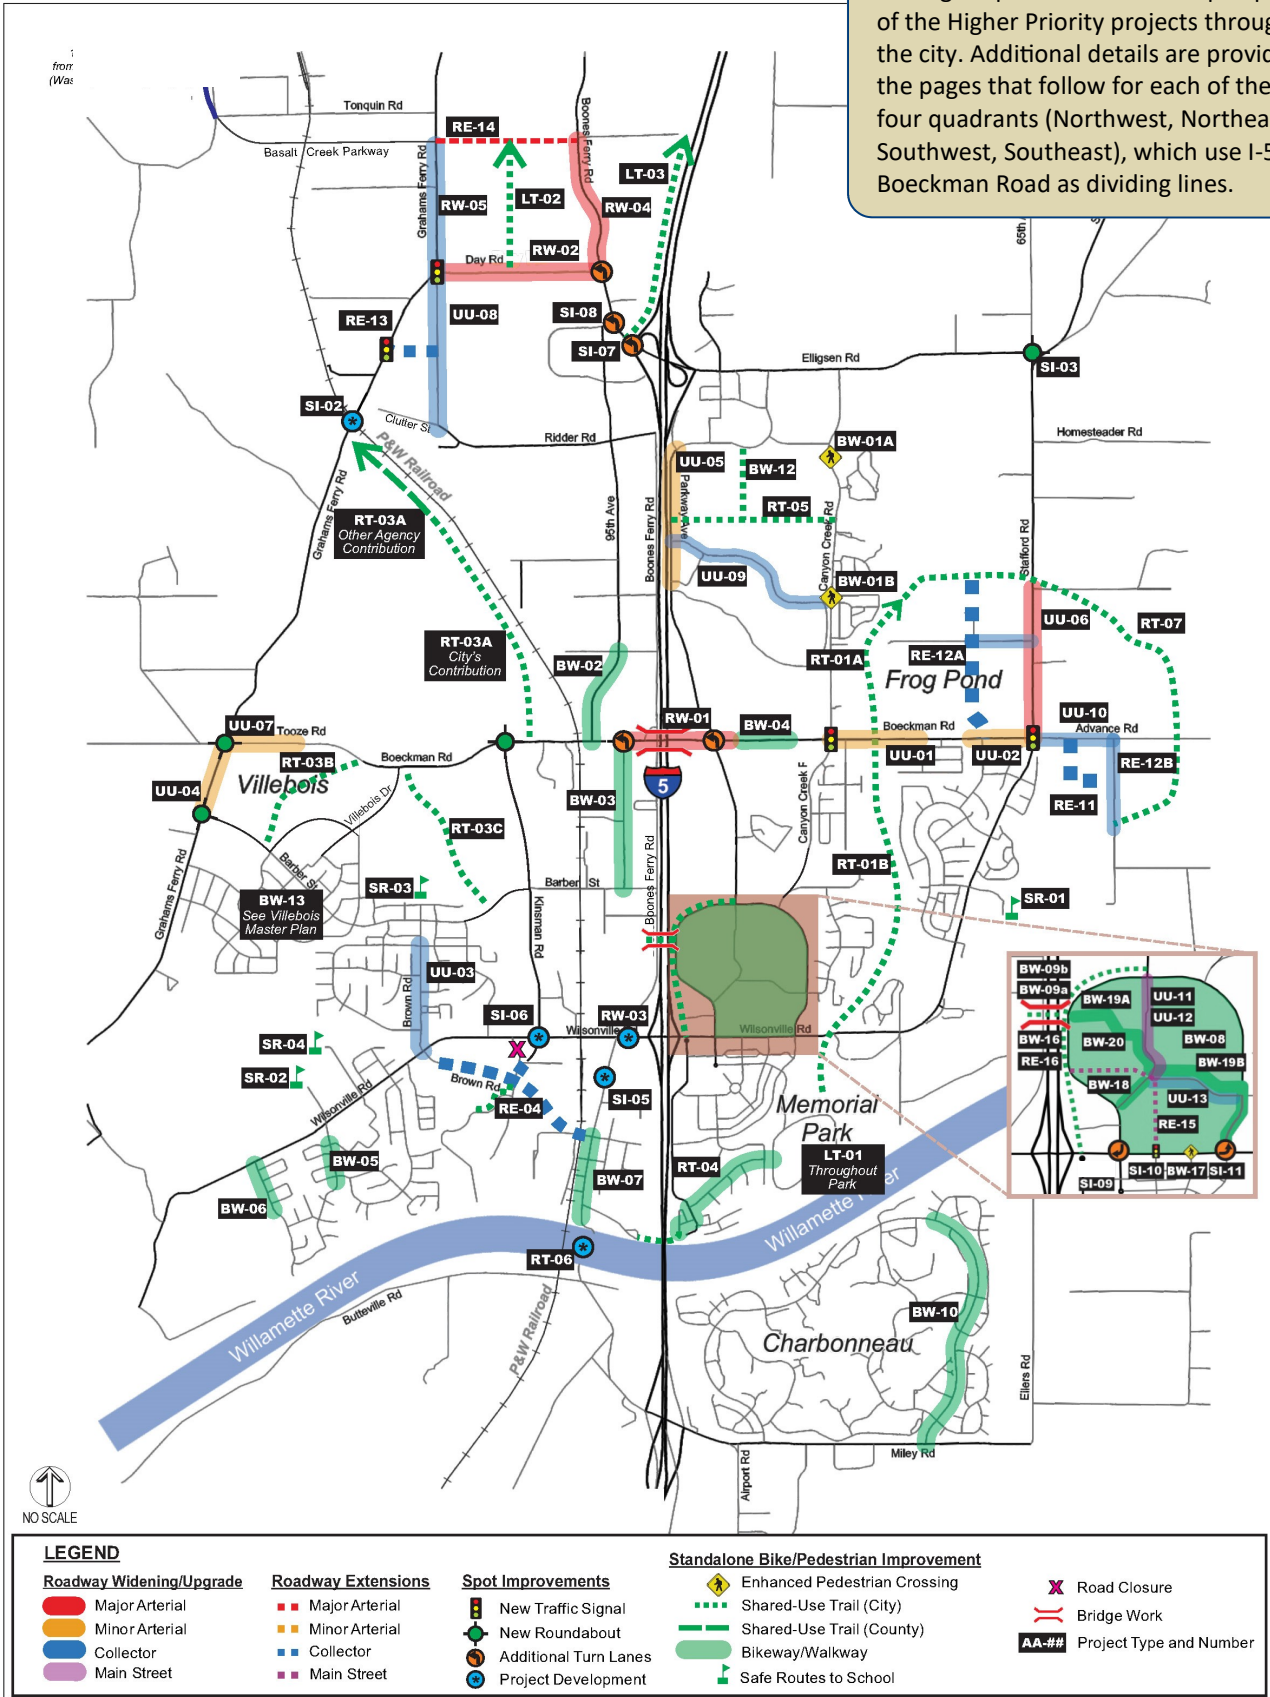 of the Higher Priority projects throug
the city. Additional details are provid
the pages that follow for each of the
four quadrants (Northwest, Northea
Southwest, Southeast), which use I-5
Boeckman Road as dividing lines.
from
(Was
Tonquin Rd
Basalt Creek Parkway
RE-14
Boones Ferry Rd
Grahams Ferry Rd
RW-05
LT-02
LT-03
RW-04
RW-02
Day Rd
65th
UU-08
SI-08
RE-13
SI-07
Elligsen Rd
SI-03
SI-02
Clutter St
Ridder Rd
P&W Railroad
Homesteader Rd
BW-01A
UU-05
BW-12
Parkway Ave
RT-05
Grahams Ferry Rd
95th Ave
Boones Ferry Rd
Canyon Creek Rd
Stafford Rd
RT-03A
Other Agency
Contribution
UU-09
BW-01B
UU-06
RT-07
RT-03A
City's
Contribution
BW-02
RT-01A
RE-12A
Frog Pond
RW-01
BW-04
UU-07
Tooze Rd
Boeckman Rd
UU-10
Advance Rd
RT-03B
Boeckman Rd
UU-01
UU-02
RE-12B
UU-04
Villebois
Villebois Dr
5
BW-03
RE-11
Canyon Creek F
RT-03C
Barber St
RT-01B
Boones Ferry Rd
SR-03
Barber St
SR-01
Grahams Ferry Rd
BW-13
See Villebois
Master Plan
Kinsman Rd
UU-03
Brown Rd
SI-06
RW-03
Wilsonville
Wilsonville Rd
SR-04
SR-02
Brown Rd
Wilsonville Rd
RE-04
SI-05
BW-09b
BW-09a
BW-19A
UU-11
UU-12
BW-16
BW-20
BW-08
RE-16
BW-19B
BW-18
UU-13
RE-15
SI-10
BW-17
SI-11
SI-09
Memorial
Park
LT-01
Throughout
Park
BW-05
BW-06
BW-07
RT-04
Willamette River
RT-06
Willamette River
Butteville Rd
P&W Railroad
BW-10
Charbonneau
Eilers Rd
Miley Rd
Airport Rd
NO SCALE
LEGEND
Roadway Widening/Upgrade
Major Arterial
Minor Arterial
Collector
Main Street
Roadway Extensions
Major Arterial
Minor Arterial
Collector
Main Street
Spot Improvements
New Traffic Signal
New Roundabout
Additional Turn Lanes
Project Development
Standalone Bike/Pedestrian Improvement
Enhanced Pedestrian Crossing
Shared-Use Trail (City)
Shared-Use Trail (County)
Bikeway/Walkway
Safe Routes to School
X Road Closure
Bridge Work
AA-## Project Type and Number